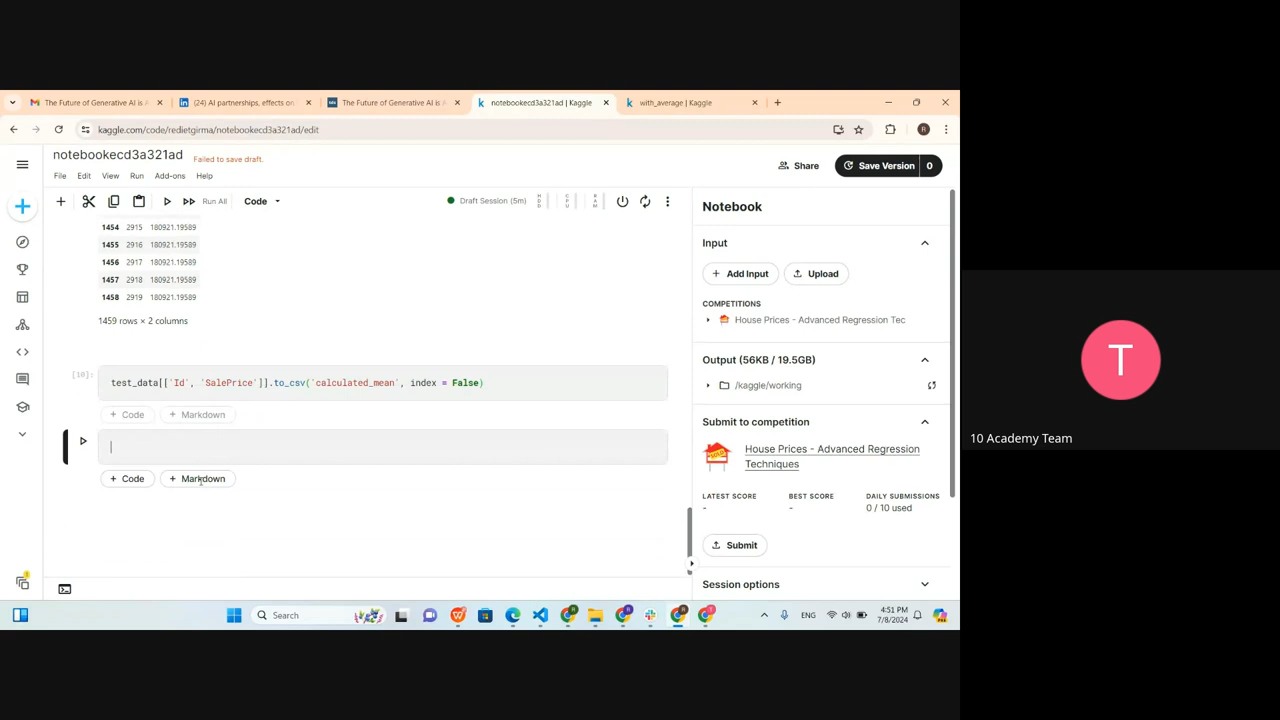 The Future of Generative AI is A
(24) AI partnerships, effects on
The Future of Generative AI is A
notebookecd3a321ad | Kaggle
with_average | Kaggle
kaggle.com/code/redietgirma/notebookecd3a321ad/edit
R
notebookecd3a321ad
Failed to save draft.
Share
Save Version
0
File
Edit
View
Run
Add-ons
Help
Run All
Code
Draft Session (5m)
HDD
CPU
RAM
1454 2915 180921.19589
1455 2916 180921.19589
1456 2917 180921.19589
1457 2918 180921.19589
1458 2919 180921.19589
1459 rows × 2 columns
[10]:
test_data[['Id', 'SalePrice']].to_csv('calculated_mean', index = False)
+ Code
+ Markdown
+ Code
+ Markdown
Notebook
Input
+ Add Input
Upload
COMPETITIONS
House Prices - Advanced Regression Tec
Output (56KB / 19.5GB)
/kaggle/working
Submit to competition
House Prices - Advanced Regression
Techniques
LATEST SCORE
BEST SCORE
DAILY SUBMISSIONS
-
-
0 / 10 used
Submit
Session options
Search
ENG
4:51 PM
7/8/2024
T
10 Academy Team